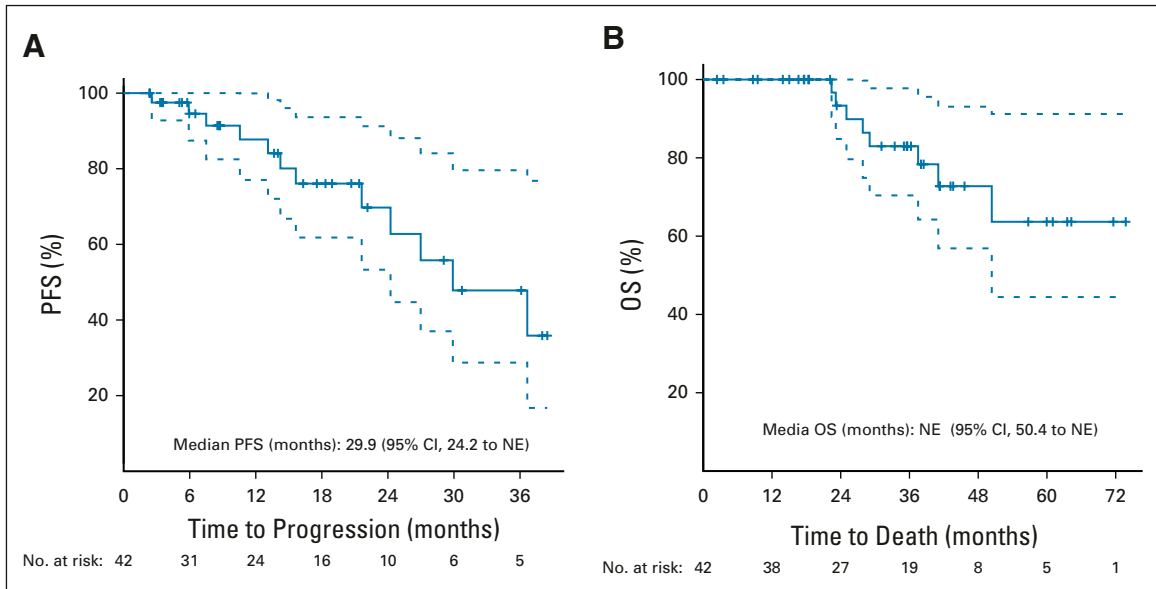 A
100
80
60
40
20
PFS (%)
Median PFS (months): 29.9 (95% CI, 24.2 to NE)
0 6 12 18 24 30 36
Time to Progression (months)
No. at risk: 42 31 24 16 10 6 5
B
100
80
60
40
20
OS (%)
Media OS (months): NE (95% CI, 50.4 to NE)
0 12 24 36 48 60 72
Time to Death (months)
No. at risk: 42 38 27 19 8 5 1